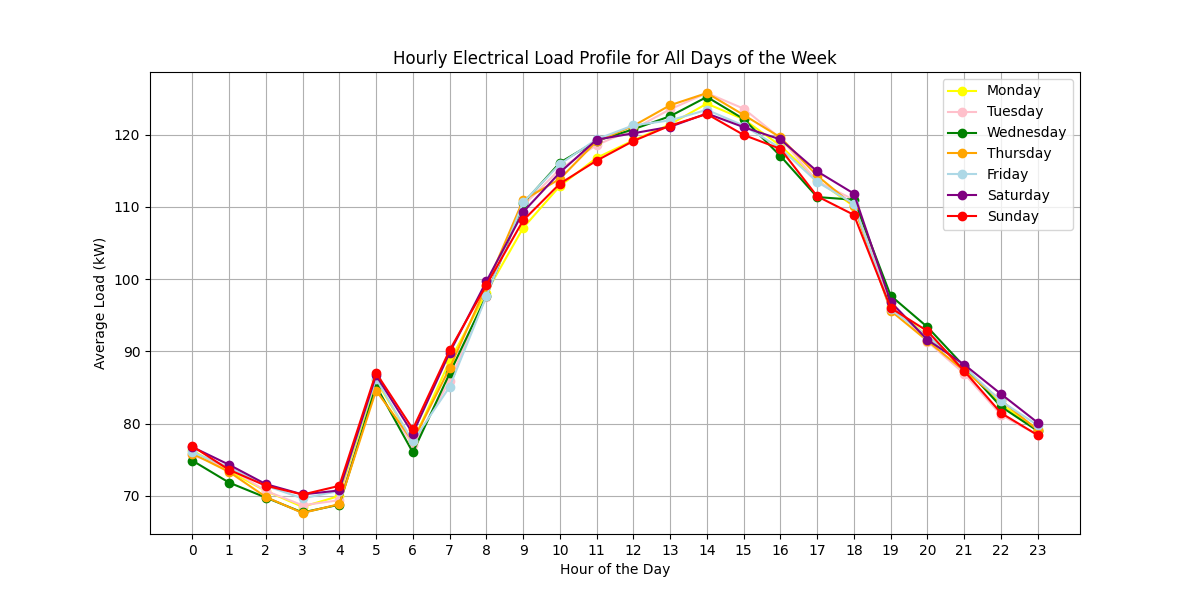 Hourly Electrical Load Profile for All Days of the Week
Monday
Tuesday
Wednesday
Thursday
Friday
Saturday
Sunday
120
110
100
90
80
70
Average Load (kW)
0 1 2 3 4 5 6 7 8 9 10 11 12 13 14 15 16 17 18 19 20 21 22 23
Hour of the Day